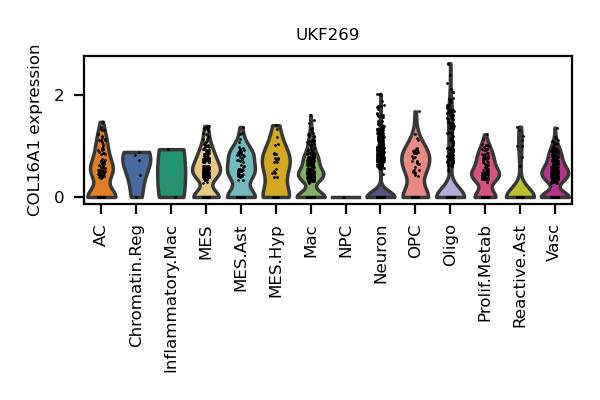 UKF269
COL16A1 expression
2
0
AC
Chromatin.Reg
Inflammatory.Mac
MES
MES.Ast
MES.Hyp
Mac
NPC
Neuron
OPC
Oligo
Prolif.Metab
Reactive.Ast
Vasc